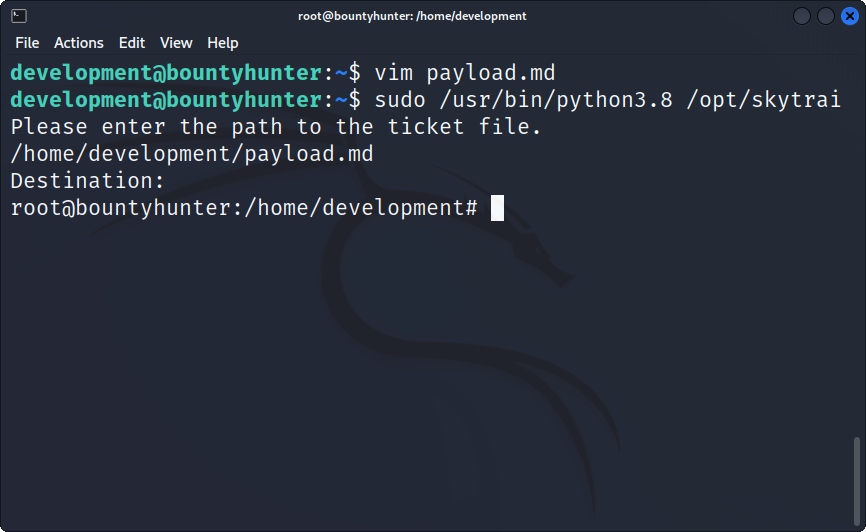 root@bountyhunter: /home/development
File Actions Edit View Help
development@bountyhunter:~$ vim payload.md
development@bountyhunter:~$ sudo /usr/bin/python3.8 /opt/skytrai
Please enter the path to the ticket file.
/home/development/payload.md
Destination:
root@bountyhunter:/home/development#